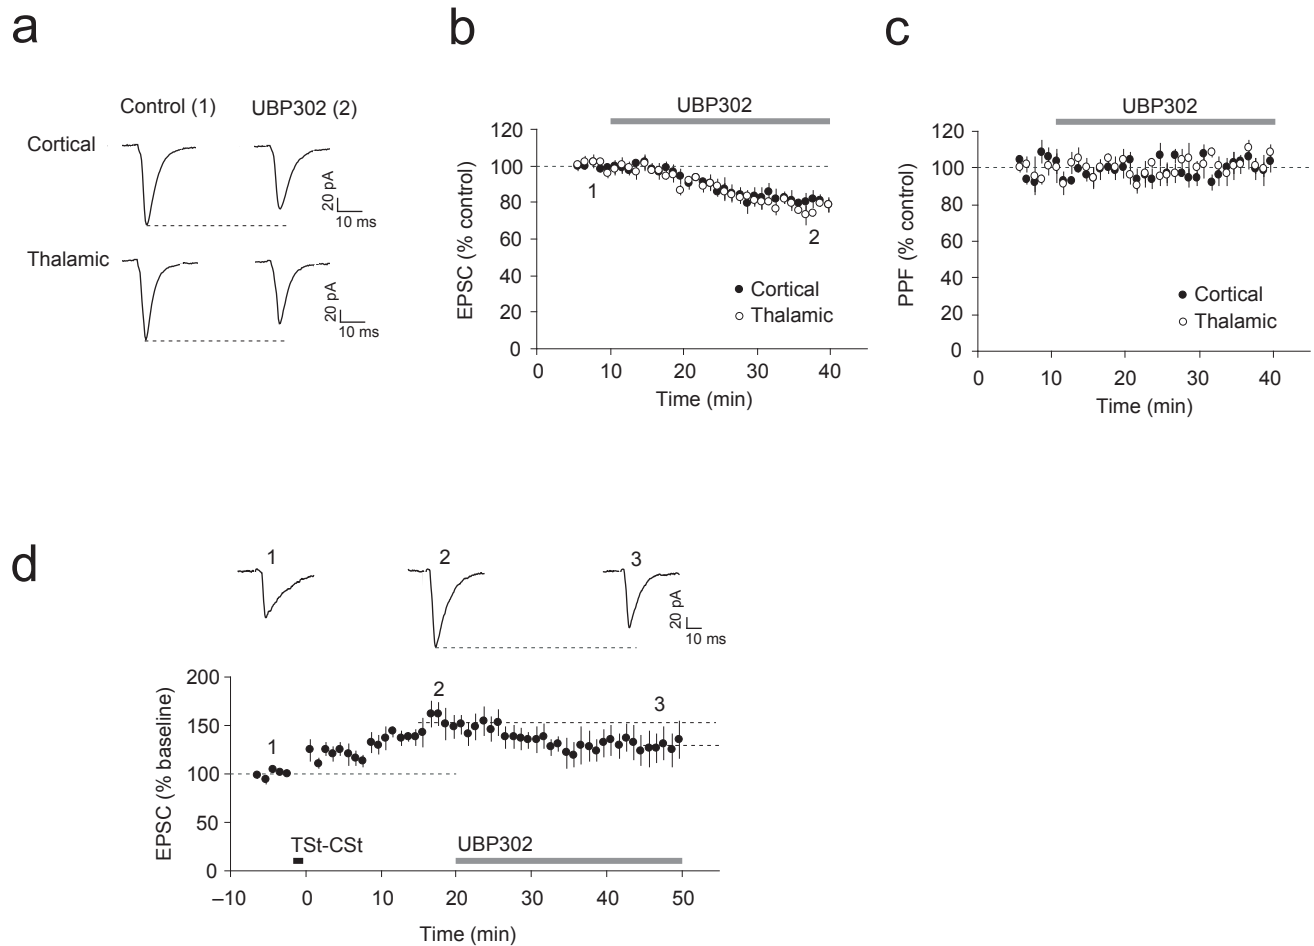 a
Control (1)
UBP302 (2)
Cortical
20 pA
10 ms
Thalamic
20 pA
10 ms
b
UBP302
120
100
80
60
40
20
0
EPSC (% control)
1
2
Cortical
Thalamic
0
10
20
30
40
Time (min)
c
UBP302
120
100
80
60
40
20
0
PPF (% control)
Cortical
Thalamic
0
10
20
30
40
Time (min)
d
1
2
3
20 pA
10 ms
200
150
100
50
0
EPSC (% baseline)
1
2
3
TSt-CSt
UBP302
–10
0
10
20
30
40
50
Time (min)